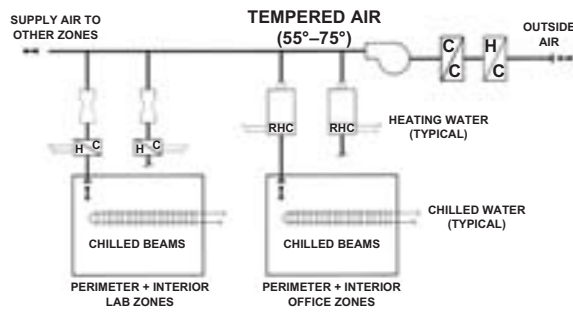 SUPPLY AIR TO
OTHER ZONES
TEMPERED AIR
(55°–75°)
OUTSIDE
AIR
C
C
H
C
H C
H C
RHC
RHC
HEATING WATER
(TYPICAL)
CHILLED WATER
(TYPICAL)
CHILLED BEAMS
CHILLED BEAMS
PERIMETER + INTERIOR
LAB ZONES
PERIMETER + INTERIOR
OFFICE ZONES